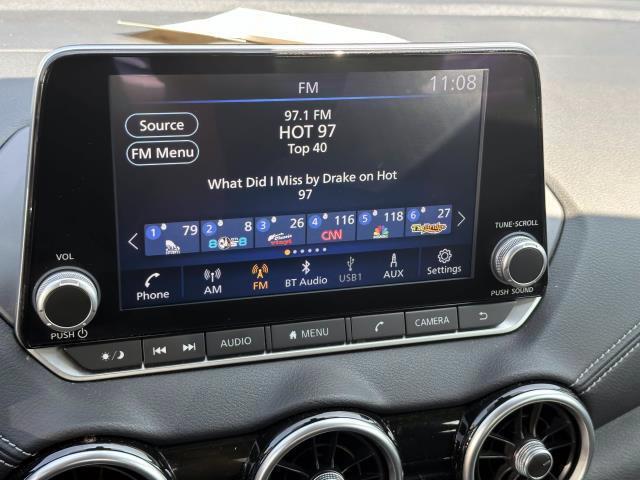 FM
11:08
Source
97.1 FM
HOT 97
FM Menu
Top 40
What Did I Miss by Drake on Hot
97
1 79
2 8
3 26
4 116
5 118
6 27
80s8
CNN
Phone
AM
FM
BT Audio
USB1
AUX
Settings
VOL
PUSH
TUNE·SCROLL
PUSH SOUND
AUDIO
MENU
CAMERA